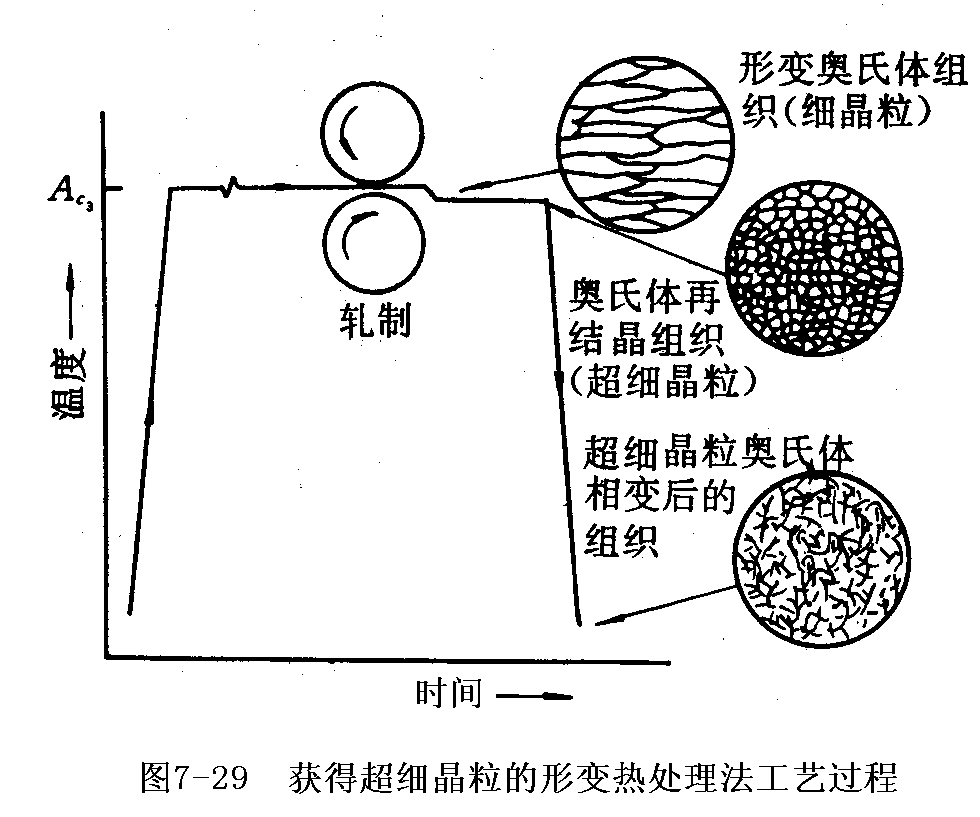 形变奥氏体组
织(细晶粒)
A c₃
轧制
奥氏体再
结晶组织
(超细晶粒)
温度
超细晶粒奥氏体
相变后的
组织
时间
图7-29 获得超细晶粒的形变热处理法工艺过程